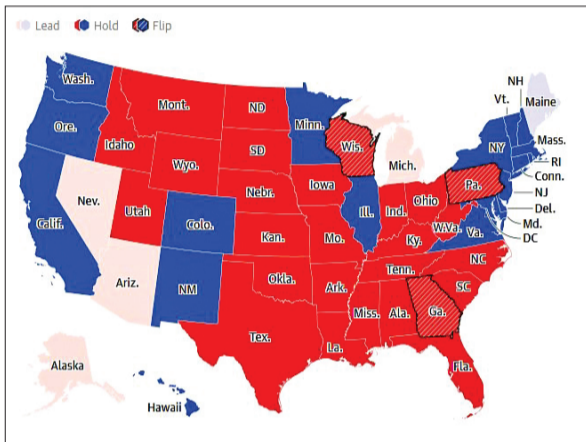 Lead Hold Flip
Wash.
Mont.
ND
Minn.
NH
Vt.
Maine
Ore.
Idaho
SD
Wis.
Mich.
NY
Mass.
RI
Conn.
Wyo.
Nebr.
Iowa
Pa.
NJ
Del.
Md.
DC
Nev.
Utah
Colo.
Ill.
Ind.
Ohio
W.Va.
Va.
Calif.
Kan.
Mo.
Ky.
NC
Ariz.
NM
Okla.
Ark.
Tenn.
SC
Tex.
Miss.
Ala.
Ga.
La.
Fla.
Alaska
Hawaii